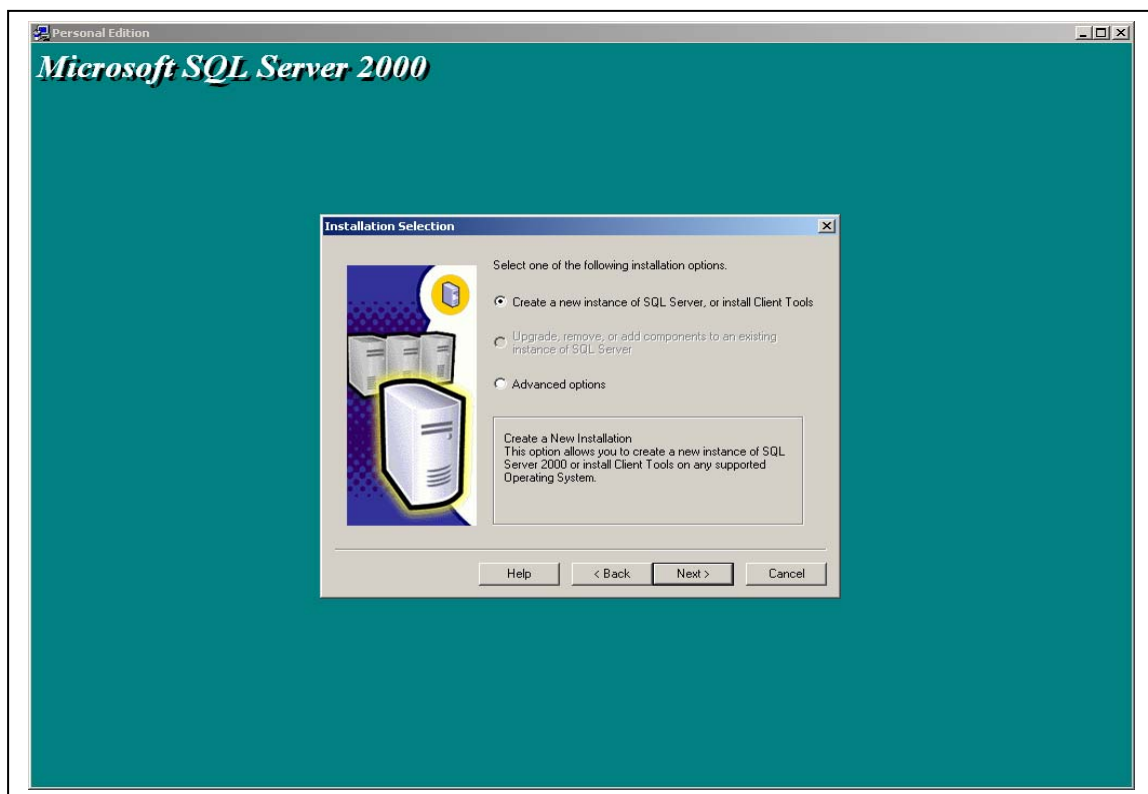 Personal Edition
Microsoft SQL Server 2000
Installation Selection
Select one of the following installation options.
Create a new instance of SQL Server, or install Client Tools
Upgrade, remove, or add components to an existing
instance of SQL Server
Advanced options
Create a New Installation
This option allows you to create a new instance of SQL
Server 2000 or install Client Tools on any supported
Operating System.
Help < Back Next > Cancel